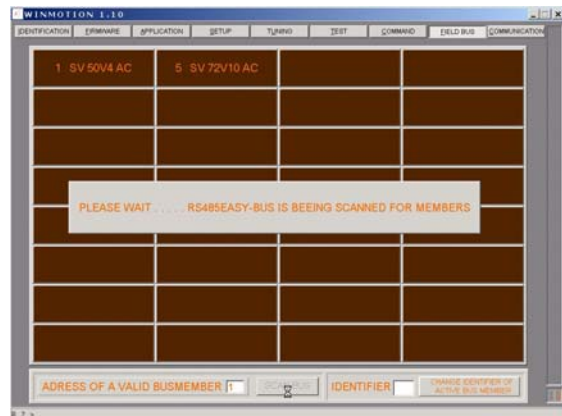 WINMOTION 1.10
IDENTIFICATION FIRMWARE APPLICATION SETUP TUNING TEST COMMAND FIELD BUS COMMUNICATION
1 SV 50V4 AC 5 SV 72V10 AC
PLEASE WAIT . . . . . RS485EASY-BUS IS BEEING SCANNED FOR MEMBERS
ADRESS OF A VALID BUSMEMBER 1 SCAN BUS IDENTIFIER CHANGE IDENTIFIER OF
ACTIVE BUS MEMBER
? >